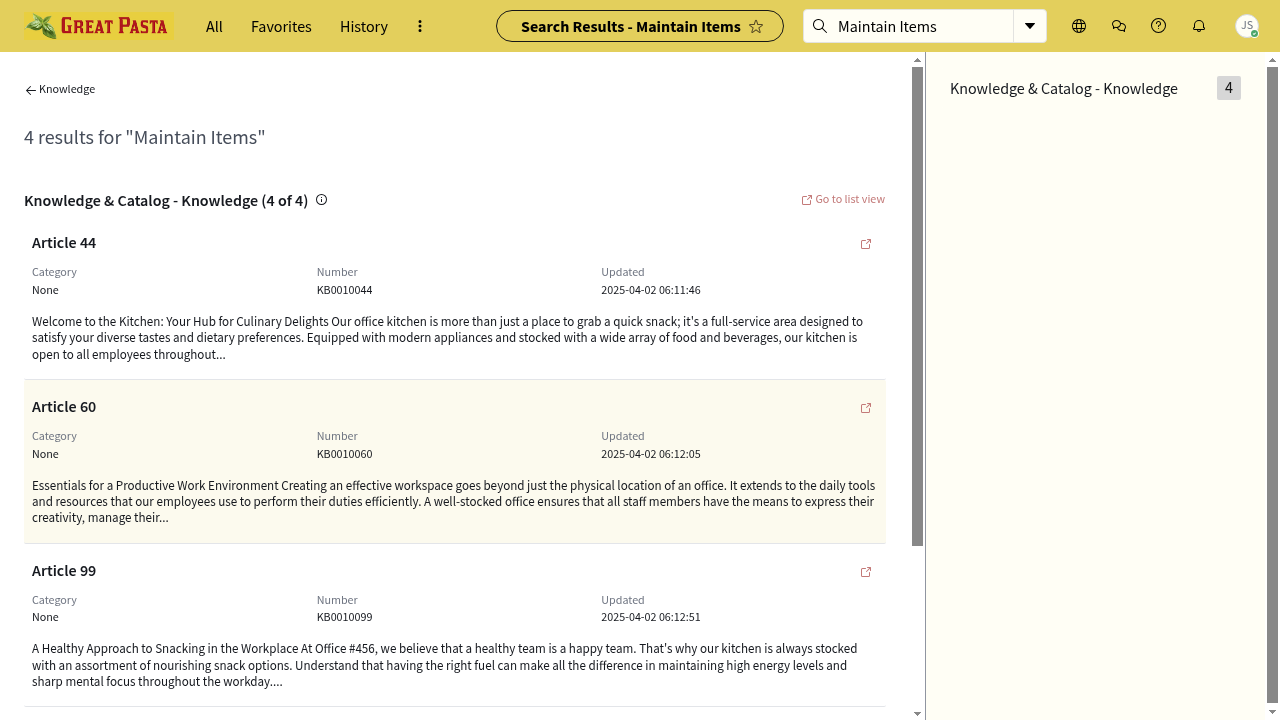 GREAT PASTA
All
Favorites
History
Search Results - Maintain Items
Maintain Items
JS
Knowledge
4 results for "Maintain Items"
Knowledge & Catalog - Knowledge (4 of 4)
Go to list view
Article 44
Category
Number
Updated
None
KB0010044
2025-04-02 06:11:46
Welcome to the Kitchen: Your Hub for Culinary Delights Our office kitchen is more than just a place to grab a quick snack; it's a full-service area designed to
satisfy your diverse tastes and dietary preferences. Equipped with modern appliances and stocked with a wide array of food and beverages, our kitchen is
open to all employees throughout...
Article 60
Category
Number
Updated
None
KB0010060
2025-04-02 06:12:05
Essentials for a Productive Work Environment Creating an effective workspace goes beyond just the physical location of an office. It extends to the daily tools
and resources that our employees use to perform their duties efficiently. A well-stocked office ensures that all staff members have the means to express their
creativity, manage their...
Article 99
Category
Number
Updated
None
KB0010099
2025-04-02 06:12:51
A Healthy Approach to Snacking in the Workplace At Office #456, we believe that a healthy team is a happy team. That's why our kitchen is always stocked
with an assortment of nourishing snack options. Understand that having the right fuel can make all the difference in maintaining high energy levels and
sharp mental focus throughout the workday....
Knowledge & Catalog - Knowledge
4